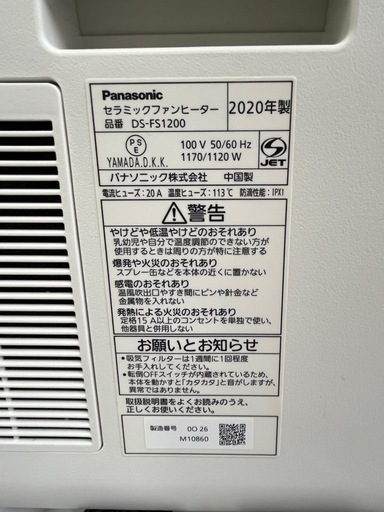 Panasonic
セラミックファンヒーター
品番 DS-FS1200
2020年製
PS
E
YAMADA.D.K.K.
100 V 50/60 Hz
1170/1120 W
JET
パナソニック株式会社 中国製
電流ヒューズ：20A 温度ヒューズ：113℃ 防滴性能：IPX1
警告
やけどや低温やけどのおそれあり
乳幼児や自分で温度調節のできない方が
使用するときは周りの方が特に注意する
爆発や火災のおそれあり
スプレー缶などを本体の近くに置かない
感電のおそれあり
温風吹出口やすき間にピンや針金など
金属物を入れない
発熱による火災のおそれあり
定格15A以上のコンセントを単独で使い、
他器具と併用しない
お願いとお知らせ
●吸気フィルターは1週間に1回程度
お手入れしてください。
●転倒OFFスイッチが内蔵されているため、
本体を動かすと「カタカタ」と音がしますが、
異常ではありません。
取扱説明書をよくお読みのうえ、
正しくお使いください。
製造番号 0O 26
M10860